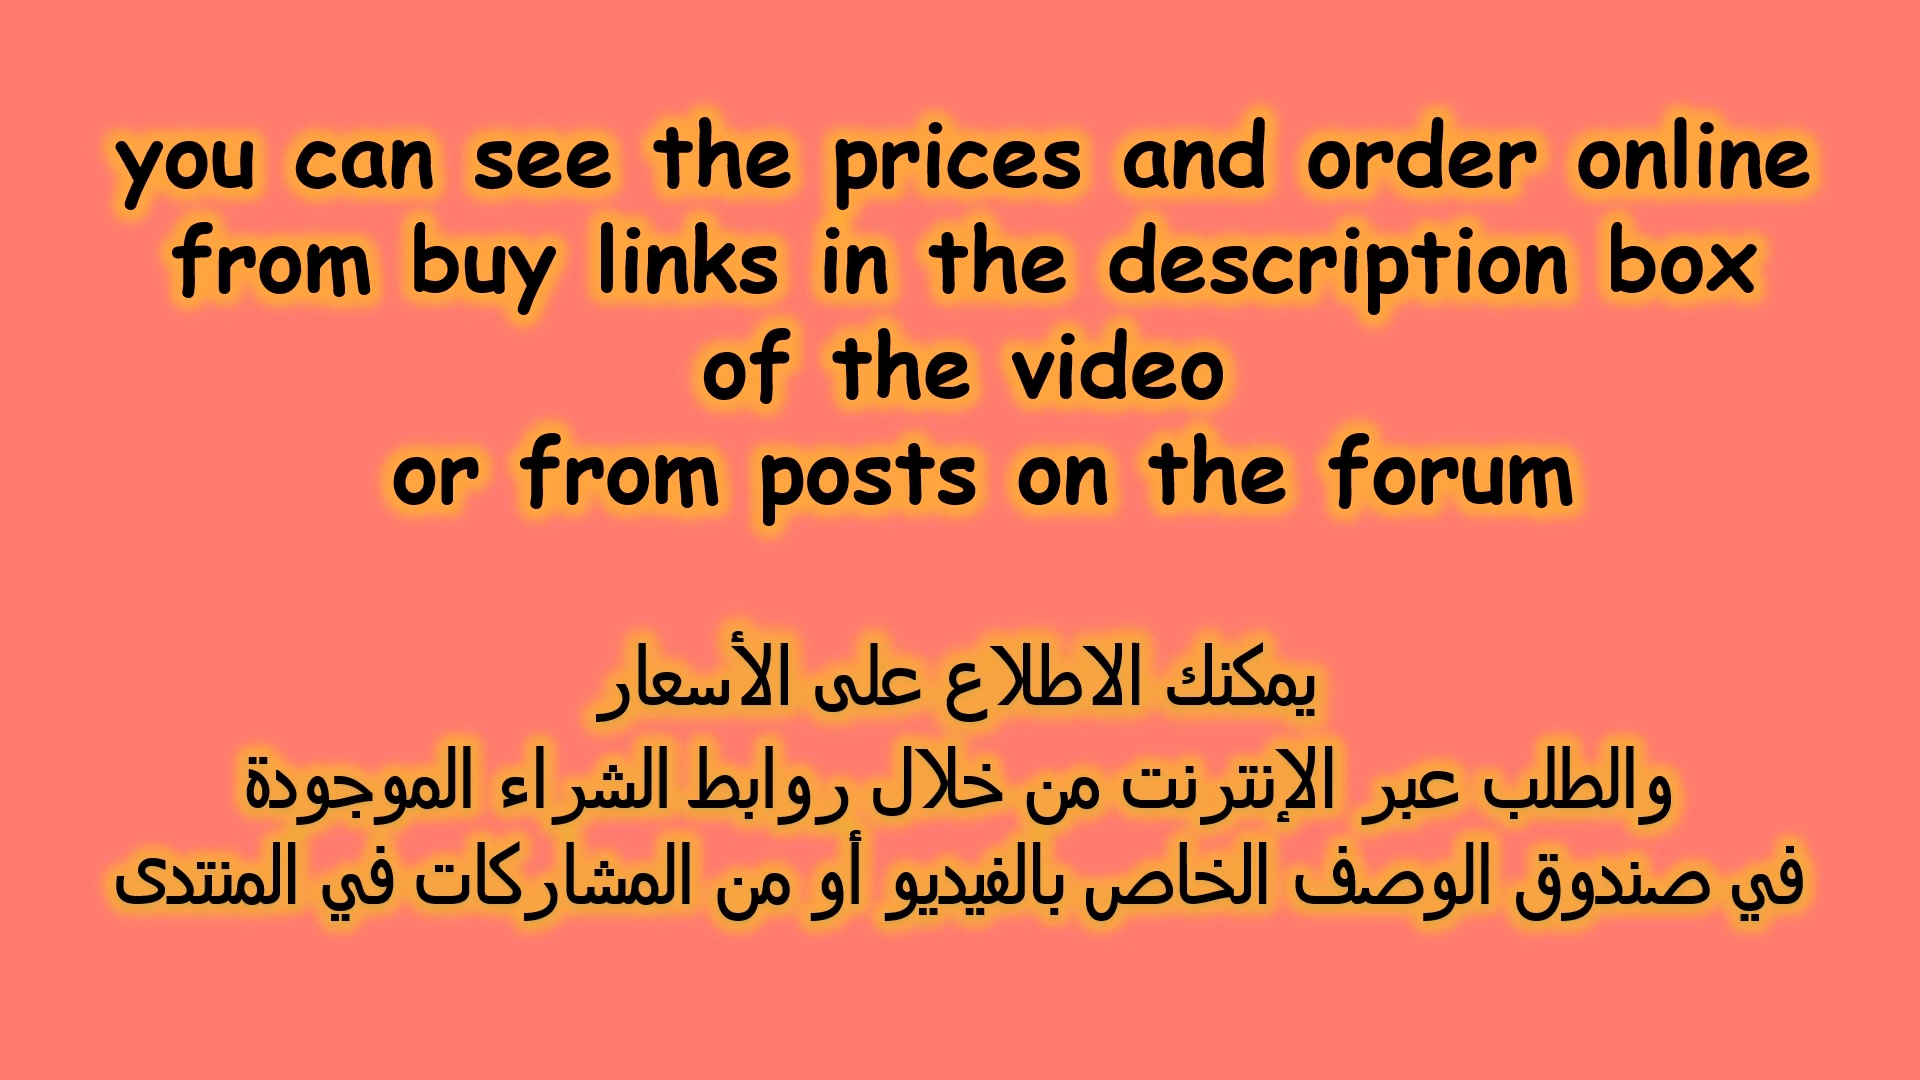 you can see the prices and order online
from buy links in the description box
of the video
or from posts on the forum
يمكنك الاطلاع على الأسعار
والطلب عبر الإنترنت من خلال روابط الشراء الموجودة
في صندوق الوصف الخاص بالفيديو أو من المشاركات في المنتدى